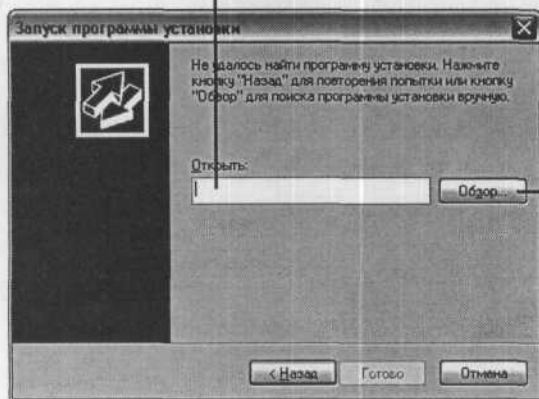 Запуск программы установки
Не удалось найти программу установки. Нажмите
кнопку "Назад" для повторения попытки или кнопку
"Обзор" для поиска программы установки вручную.
Открыть:
Обзор...
< Назад Готово Отмена